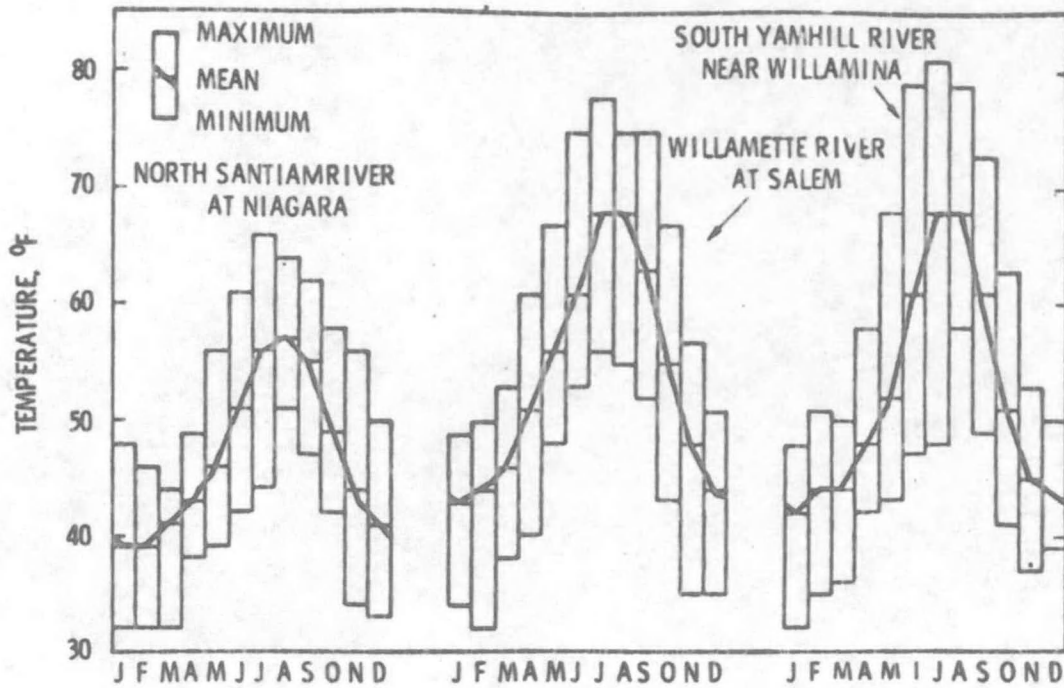 MAXIMUM
MEAN
MINIMUM
NORTH SANTIAMRIVER
AT NIAGARA
SOUTH YAMHILL RIVER
NEAR WILLAMINA
WILLAMETTE RIVER
AT SALEM
TEMPERATURE, °F
80
70
60
50
40
30
J F M A M J J A S O N D J F M A M J J A S O N D J F M A M I J A S O N D